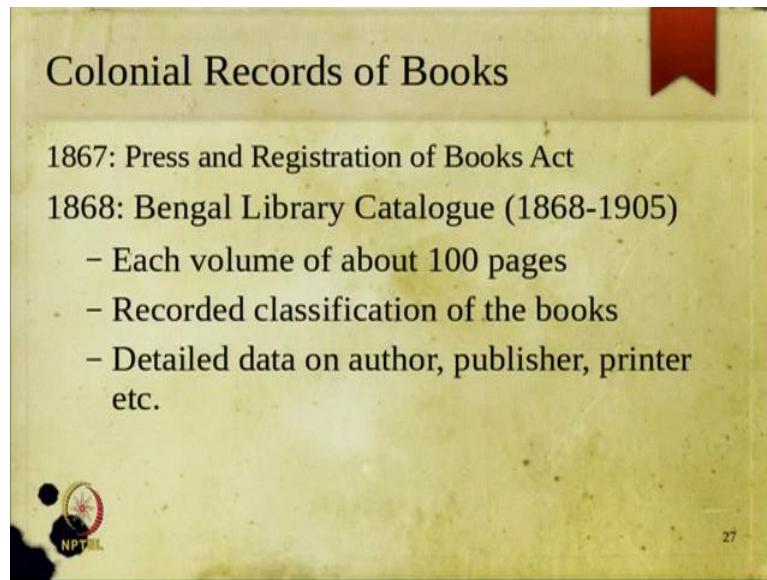 Colonial Records of Books
1867: Press and Registration of Books Act
1868: Bengal Library Catalogue (1868-1905)
– Each volume of about 100 pages
– Recorded classification of the books
– Detailed data on author, publisher, printer
etc.
NPTEL
27